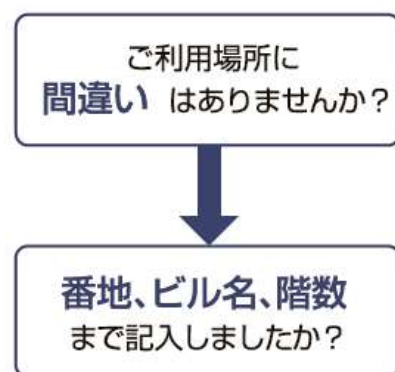 ご利用場所に
間違い はありませんか?
番地、ビル名、階数
まで記入しましたか?